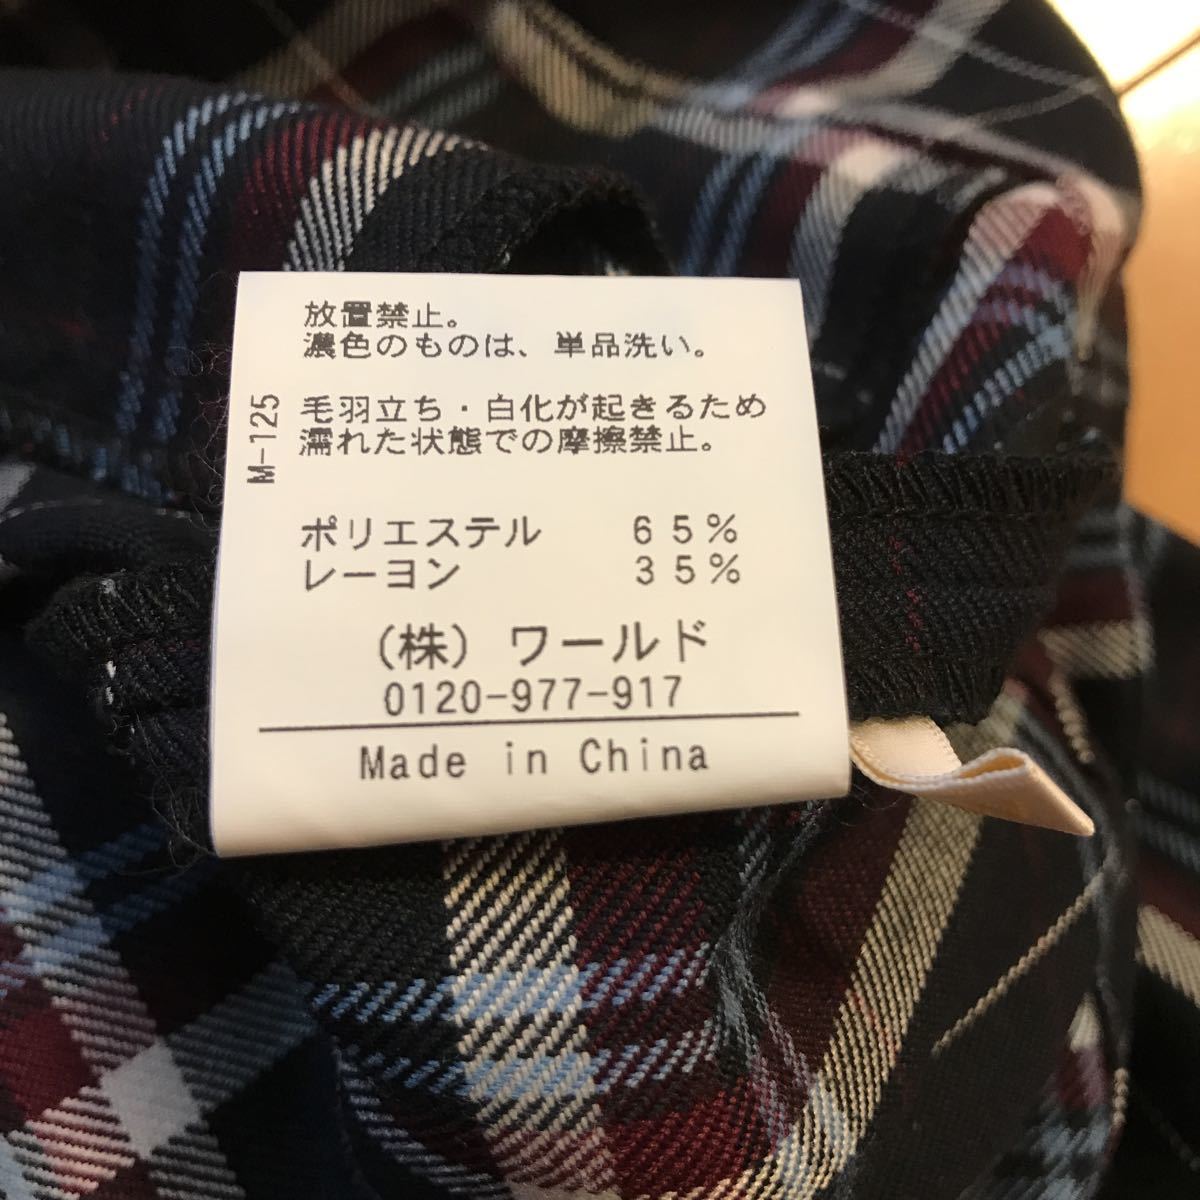 放置禁止。
濃色のものは、単品洗い。
M-125
毛羽立ち・白化が起きるため
濡れた状態での摩擦禁止。
ポリエステル　６５％
レーヨン　３５％
（株）ワールド
0120-977-917
Made in China